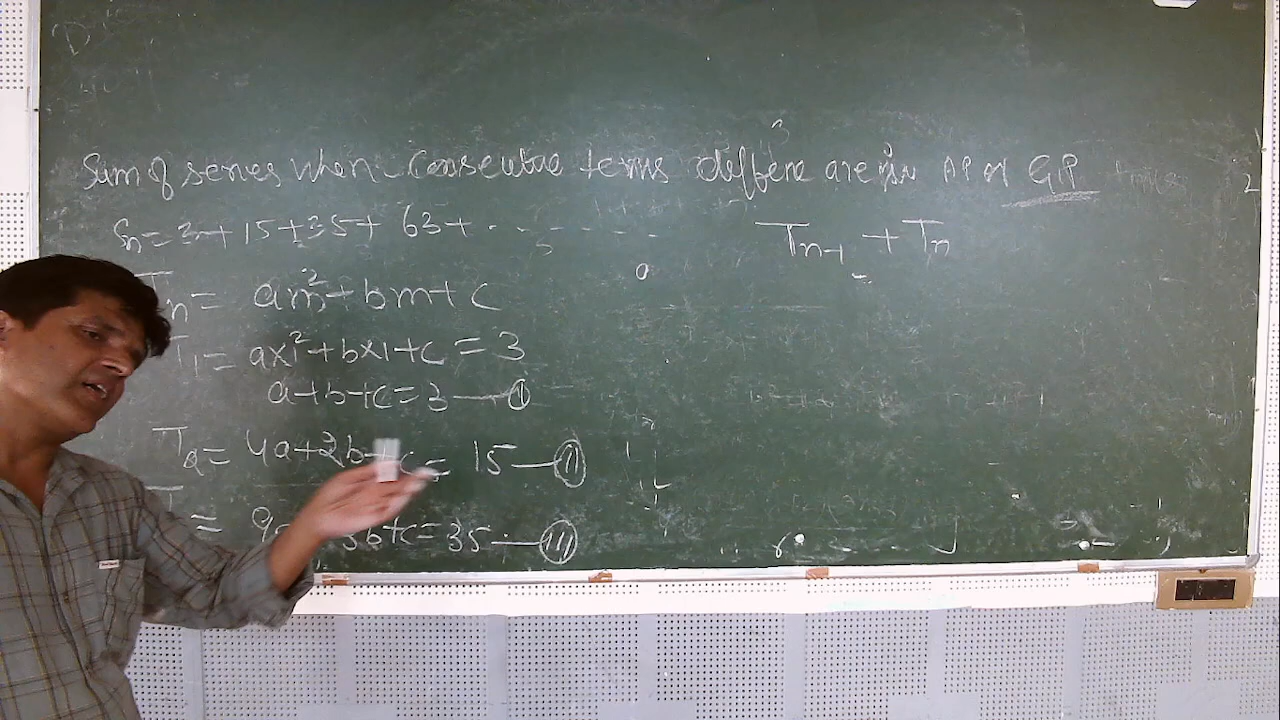 Sum of series when consecutive terms differe are in AP or GP
Sn = 3 + 15 + 35 + 63 + . - - - - - -
Tn-1 + Tn
Tn = an² + bn + c
T1 = a×1² + b×1 + c = 3
a + b + c = 3 — (I)
T2 = 4a + 2b + c = 15 — (II)
= 9 3b + c = 35 — (III)